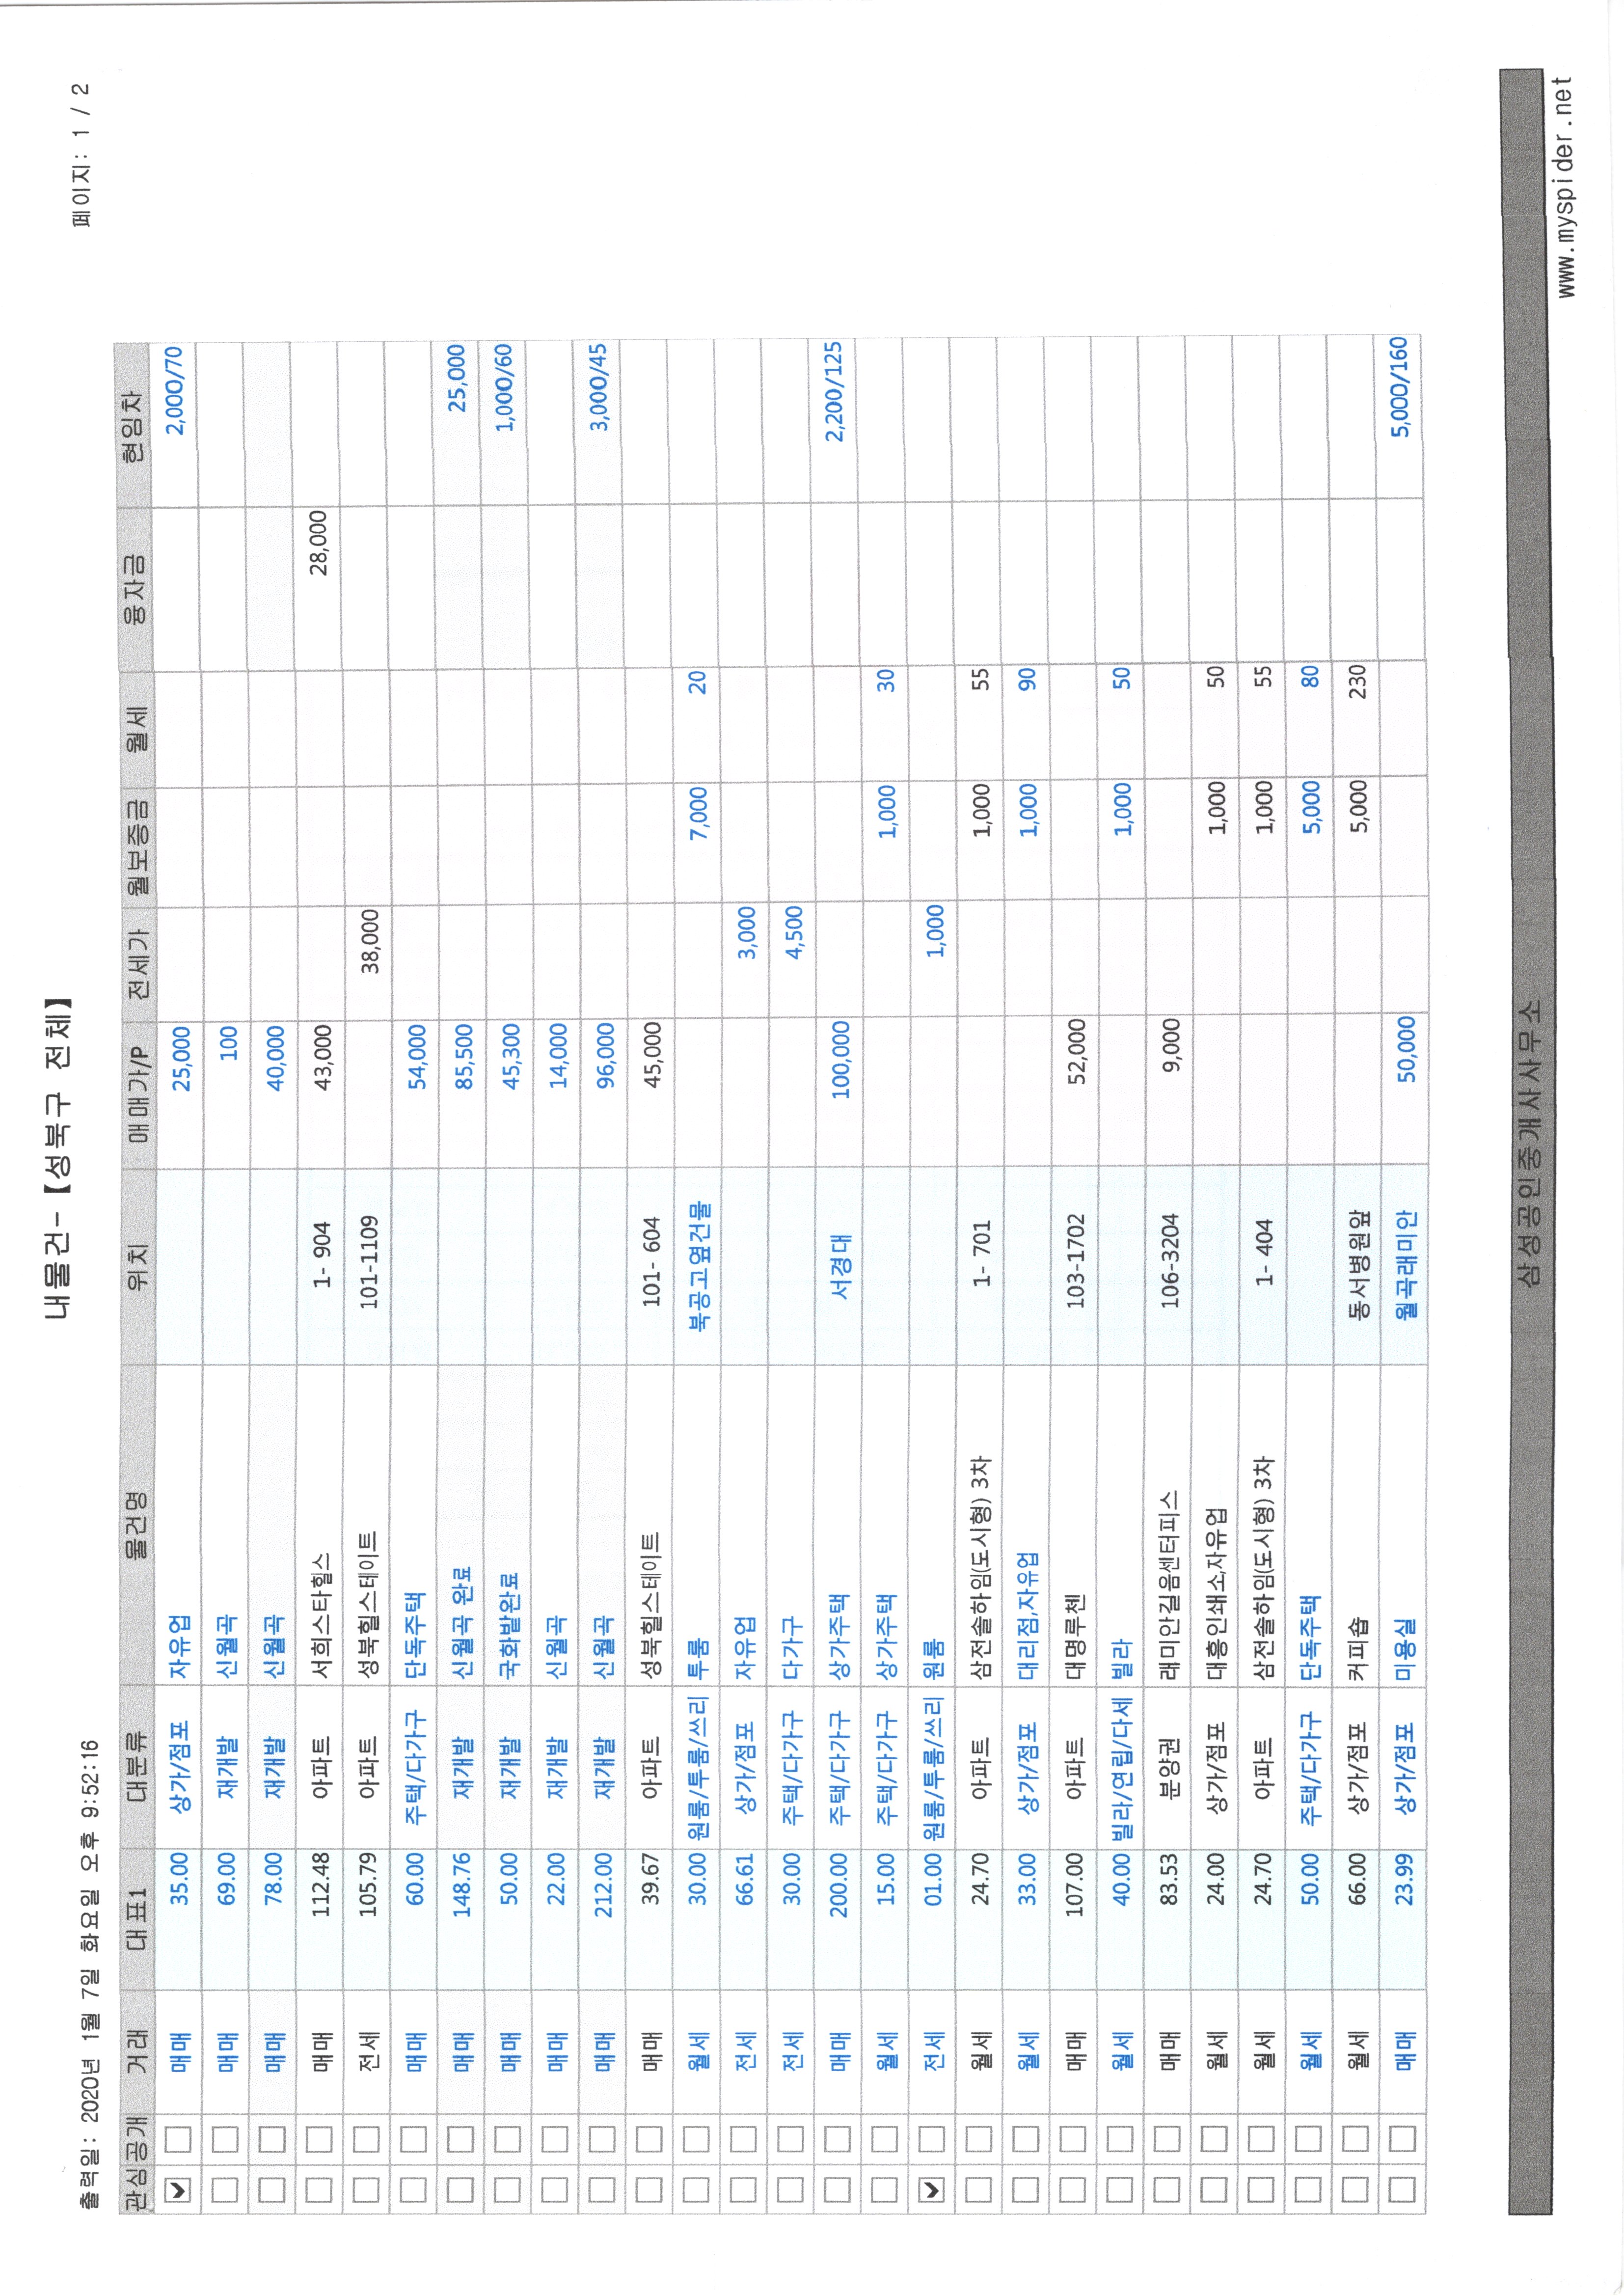 내물건-【성북구 전체】
출력일: 2020년 1월 7일 화요일 오후 9:52:16
페이지: 1 / 2
관심 공개 거래 대표1 대분류 물건명 위치 매매가/P 전세가 월보증금 월세 융자금 현임차
매매 35.00 상가/점포 자유업 25,000 2,000/70
매매 69.00 재개발 신월곡 100
매매 78.00 재개발 신월곡 40,000
매매 112.48 아파트 서희스타힐스 1- 904 43,000 28,000
전세 105.79 아파트 성북힐스테이트 101-1109 38,000
매매 60.00 주택/다가구 단독주택 54,000
매매 148.76 재개발 신월곡 완료 85,500 25,000
매매 50.00 재개발 국화밭완료 45,300 1,000/60
매매 22.00 재개발 신월곡 14,000
매매 212.00 재개발 신월곡 96,000 3,000/45
매매 39.67 아파트 성북힐스테이트 101- 604 45,000
월세 30.00 원룸/투룸/쓰리 투룸 북공고옆건물 7,000 20
전세 66.61 상가/점포 자유업 3,000
전세 30.00 주택/다가구 다가구 4,500
매매 200.00 주택/다가구 상가주택 서경대 100,000 2,200/125
월세 15.00 주택/다가구 상가주택 1,000 30
전세 01.00 원룸/투룸/쓰리 원룸 1,000
월세 24.70 아파트 삼전솔하임(도시형) 3차 1- 701 1,000 55
월세 33.00 상가/점포 대리점,자유업 1,000 90
매매 107.00 아파트 대명루첸 103-1702 52,000
월세 40.00 빌라/연립/다세 빌라 1,000 50
매매 83.53 분양권 래미안길음센터피스 106-3204 9,000
월세 24.00 상가/점포 대흥인쇄소,자유업 1,000 50
월세 24.70 아파트 삼전솔하임(도시형) 3차 1- 404 1,000 55
월세 50.00 주택/다가구 단독주택 5,000 80
월세 66.00 상가/점포 커피숍 동서병원앞 5,000 230
매매 23.99 상가/점포 미용실 월곡래미안 50,000 5,000/160
삼성공인중개사사무소
www.myspider.net